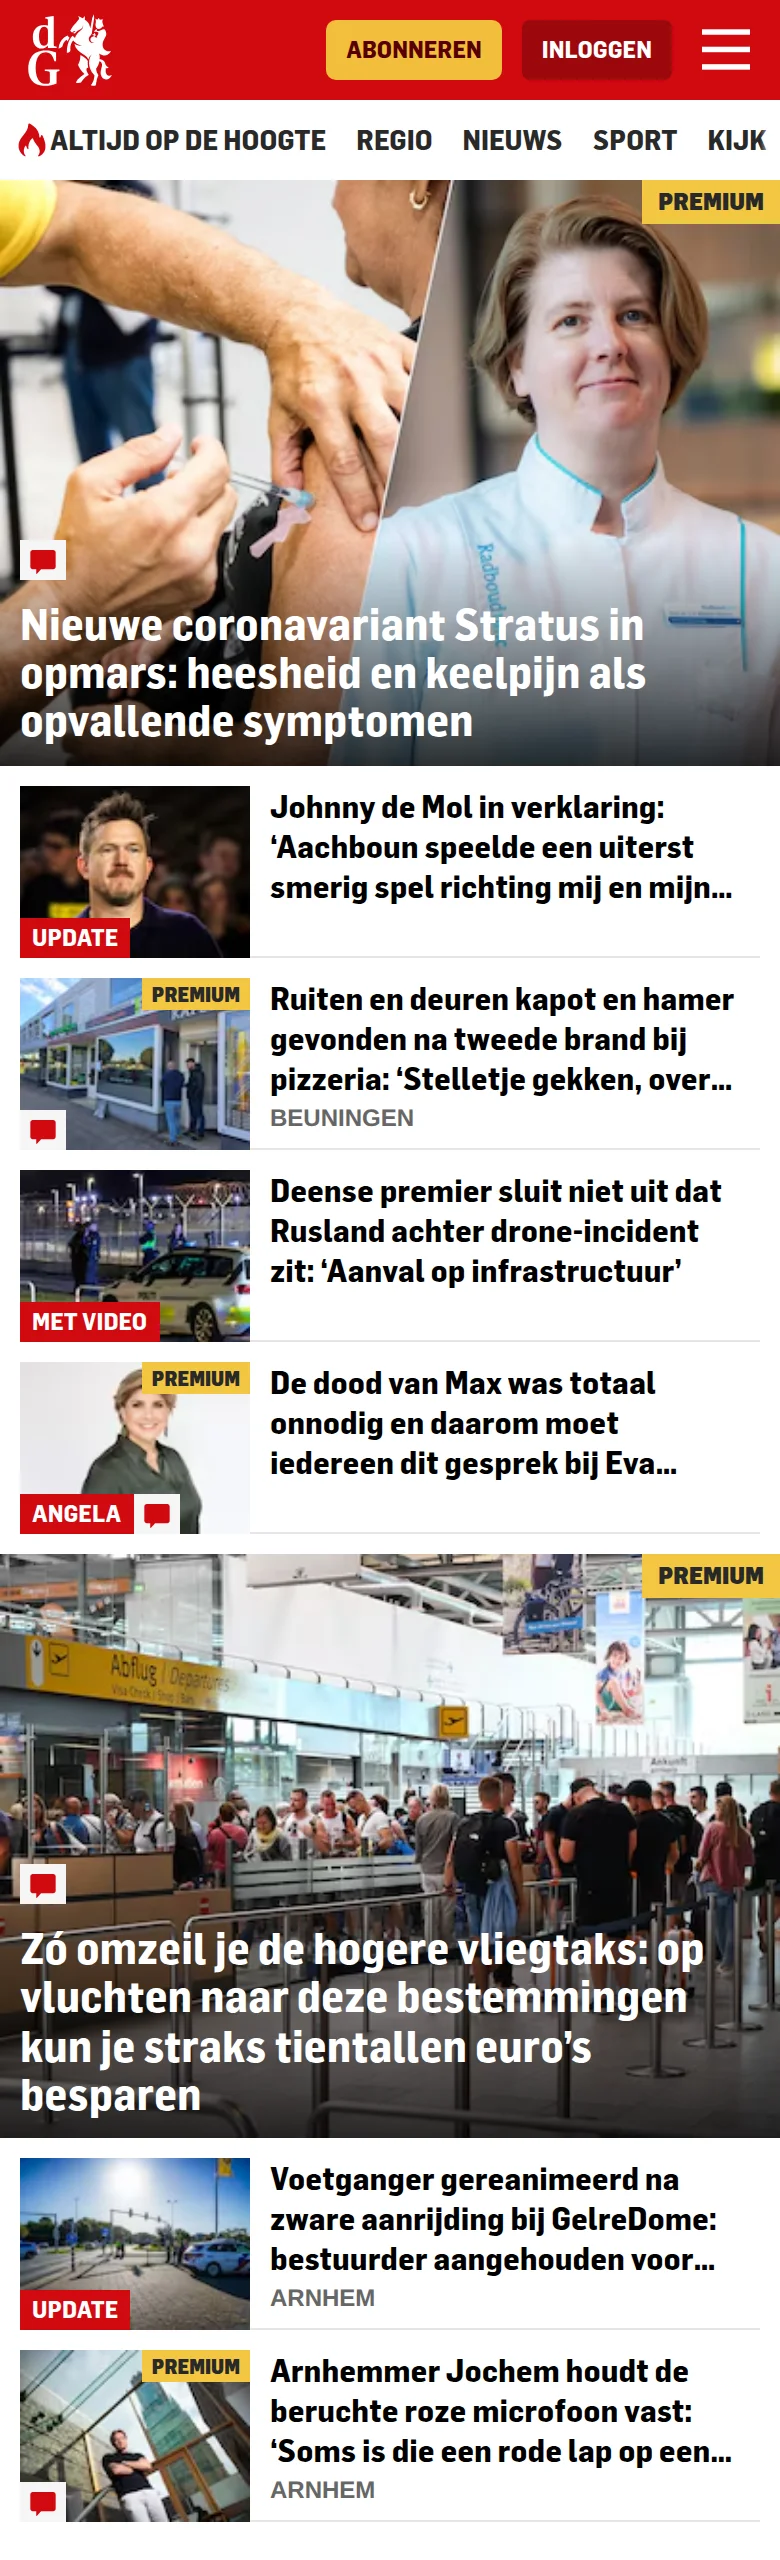 dG
ABONNEREN
INLOGGEN
ALTIJD OP DE HOOGTE
REGIO
NIEUWS
SPORT
KIJK
PREMIUM
Radboud
Nieuwe coronavariant Stratus in
opmars: heesheid en keelpijn als
opvallende symptomen
Johnny de Mol in verklaring:
‘Aachboun speelde een uiterst
smerig spel richting mij en mijn...
UPDATE
PREMIUM
Ruiten en deuren kapot en hamer
gevonden na tweede brand bij
pizzeria: ‘Stelletje gekken, over...
BEUNINGEN
Deense premier sluit niet uit dat
Rusland achter drone-incident
zit: ‘Aanval op infrastructuur’
MET VIDEO
PREMIUM
De dood van Max was totaal
onnodig en daarom moet
iedereen dit gesprek bij Eva...
ANGELA
PREMIUM
Abflug / Departures
Ankunft
Zó omzeil je de hogere vliegtaks: op
vluchten naar deze bestemmingen
kun je straks tientallen euro’s
besparen
Voetganger gereanimeerd na
zware aanrijding bij GelreDome:
bestuurder aangehouden voor...
UPDATE
ARNHEM
PREMIUM
Arnhemmer Jochem houdt de
beruchte roze microfoon vast:
‘Soms is die een rode lap op een...
ARNHEM